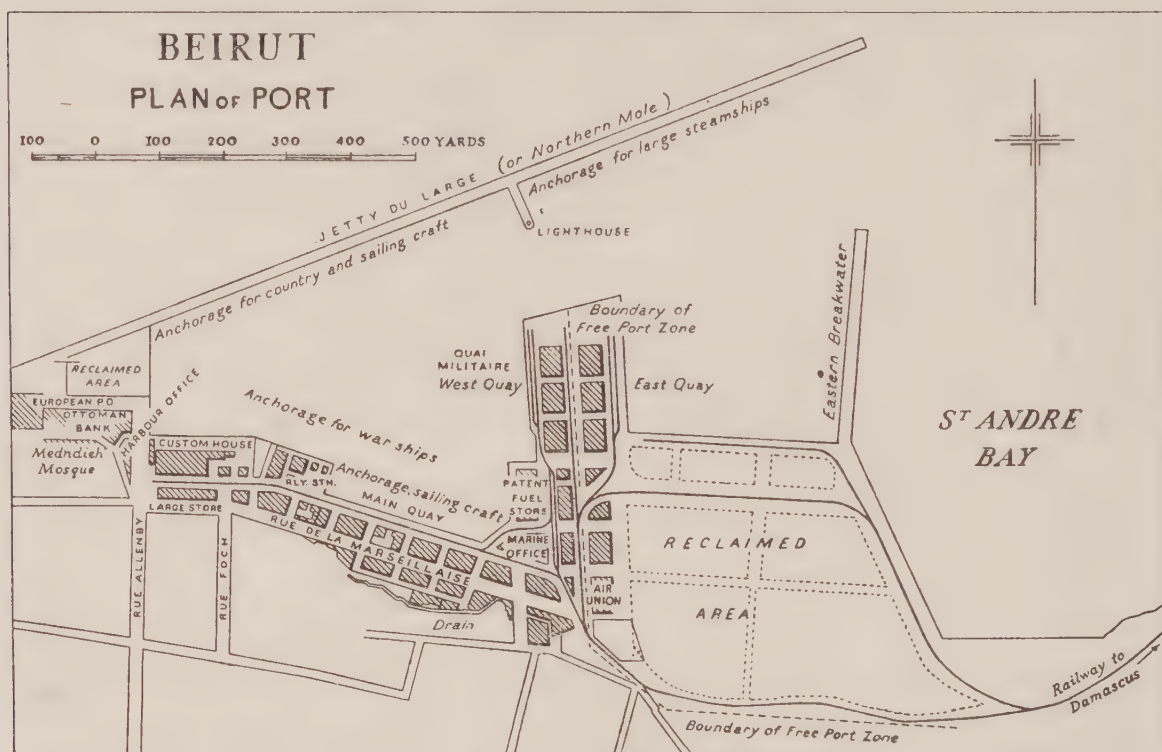 BEIRUT
PLAN OF PORT
100 0 100 200 300 400 500 YARDS
JETTY DU LARGE (or Northern Mole)
Anchorage for large steamships
Anchorage for country and sailing craft
LIGHTHOUSE
Boundary of
Free Port Zone
QUAI
MILITAIRE
West Quay
East Quay
Eastern Breakwater
ST ANDRE
BAY
RECLAIMED
AREA
EUROPEAN PO
OTTOMAN
BANK
HARBOUR OFFICE
Medndieh
Mosque
CUSTOM HOUSE
Anchorage for war ships
Anchorage, sailing craft
RLY. STN.
MAIN QUAY
PATENT
FUEL
STORE
MARINE
OFFICE
LARGE STORE
RUE DE LA MARSEILLAISE
RUE ALLENBY
RUE FOCH
Drain
AIR
UNION
RECLAIMED
AREA
Railway to
Damascus
Boundary of Free Port Zone